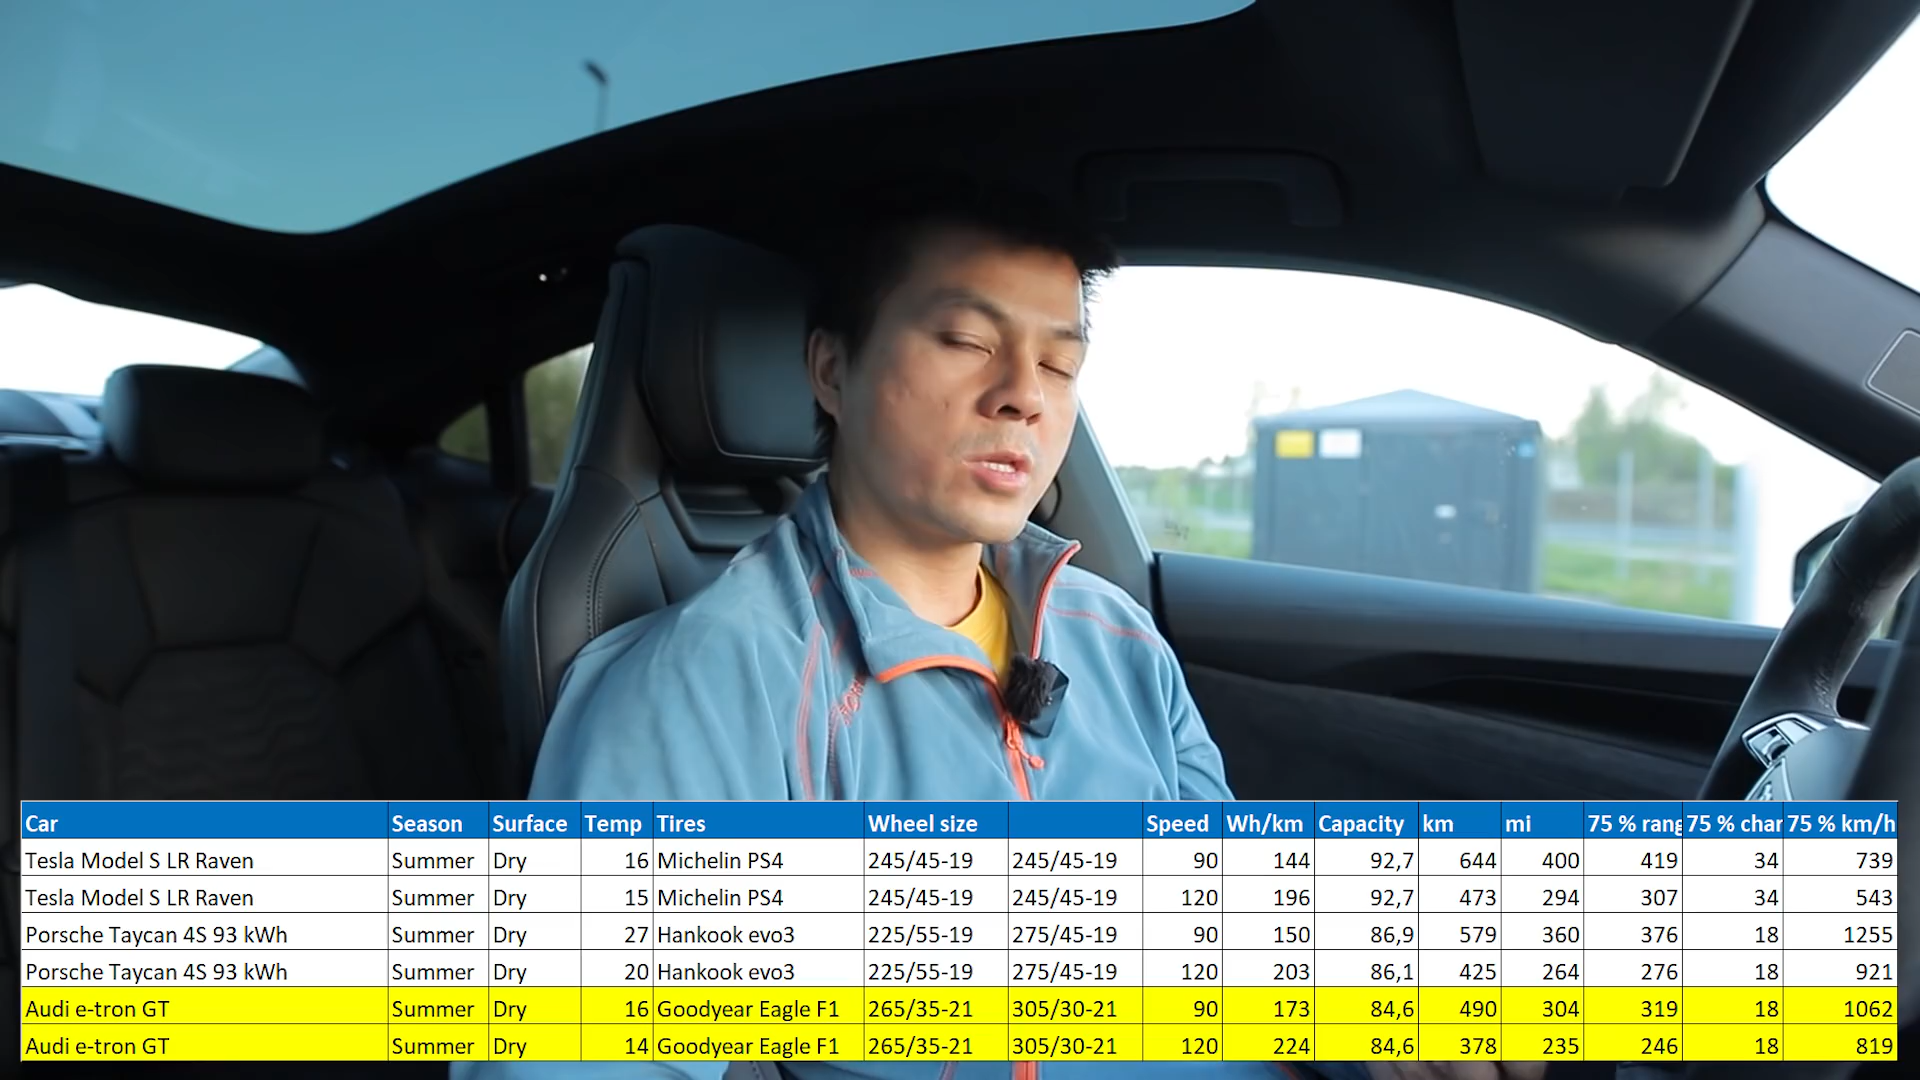 Car Season Surface Temp Tires Wheel size Speed Wh/km Capacity km mi 75 % rang 75 % char 75 % km/h
Tesla Model S LR Raven Summer Dry 16 Michelin PS4 245/45-19 245/45-19 90 144 92,7 644 400 419 34 739
Tesla Model S LR Raven Summer Dry 15 Michelin PS4 245/45-19 245/45-19 120 196 92,7 473 294 307 34 543
Porsche Taycan 4S 93 kWh Summer Dry 27 Hankook evo3 225/55-19 275/45-19 90 150 86,9 579 360 376 18 1255
Porsche Taycan 4S 93 kWh Summer Dry 20 Hankook evo3 225/55-19 275/45-19 120 203 86,1 425 264 276 18 921
Audi e-tron GT Summer Dry 16 Goodyear Eagle F1 265/35-21 305/30-21 90 173 84,6 490 304 319 18 1062
Audi e-tron GT Summer Dry 14 Goodyear Eagle F1 265/35-21 305/30-21 120 224 84,6 378 235 246 18 819